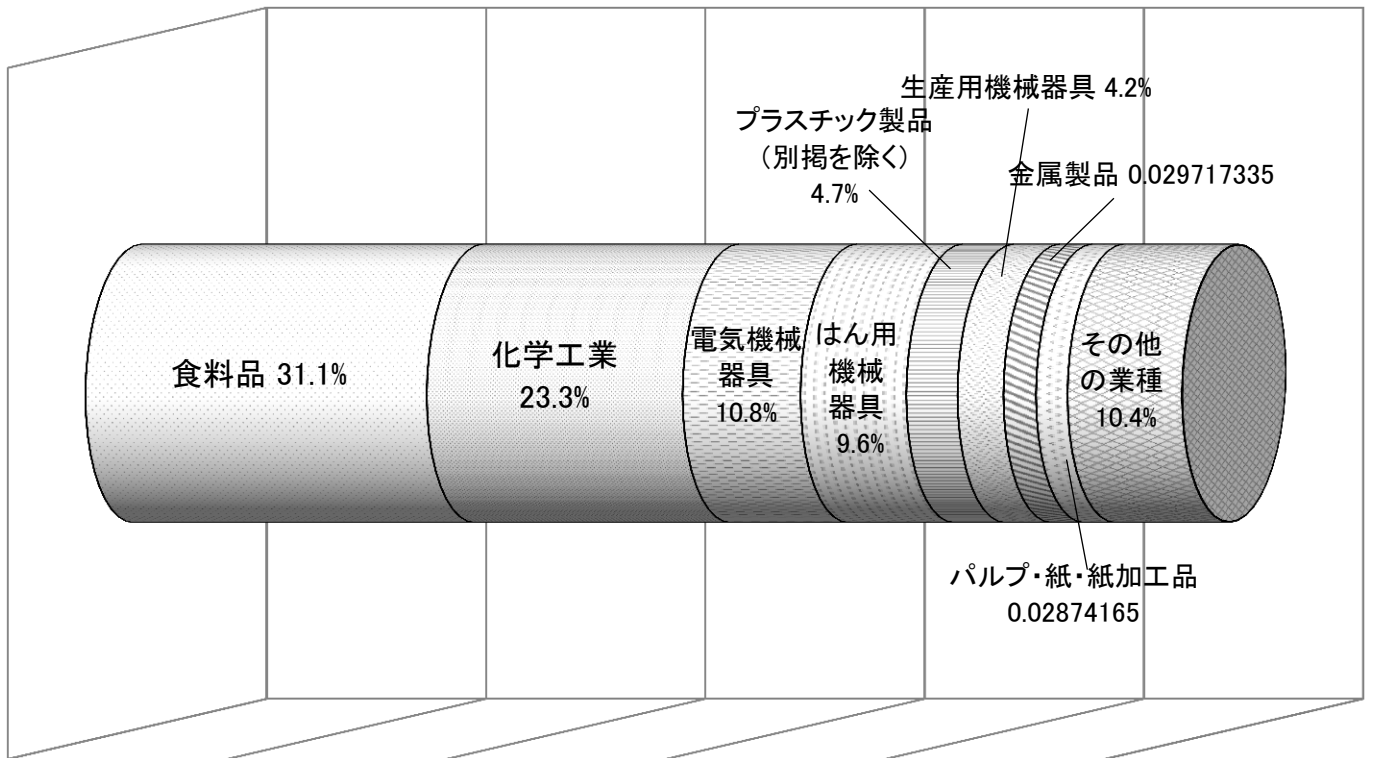 生産用機械器具 4.2%
プラスチック製品
（別掲を除く）
4.7%
金属製品 0.029717335
食料品 31.1%
化学工業
23.3%
電気機械
器具
10.8%
はん用
機械
器具
9.6%
その他
の業種
10.4%
パルプ・紙・紙加工品
0.02874165